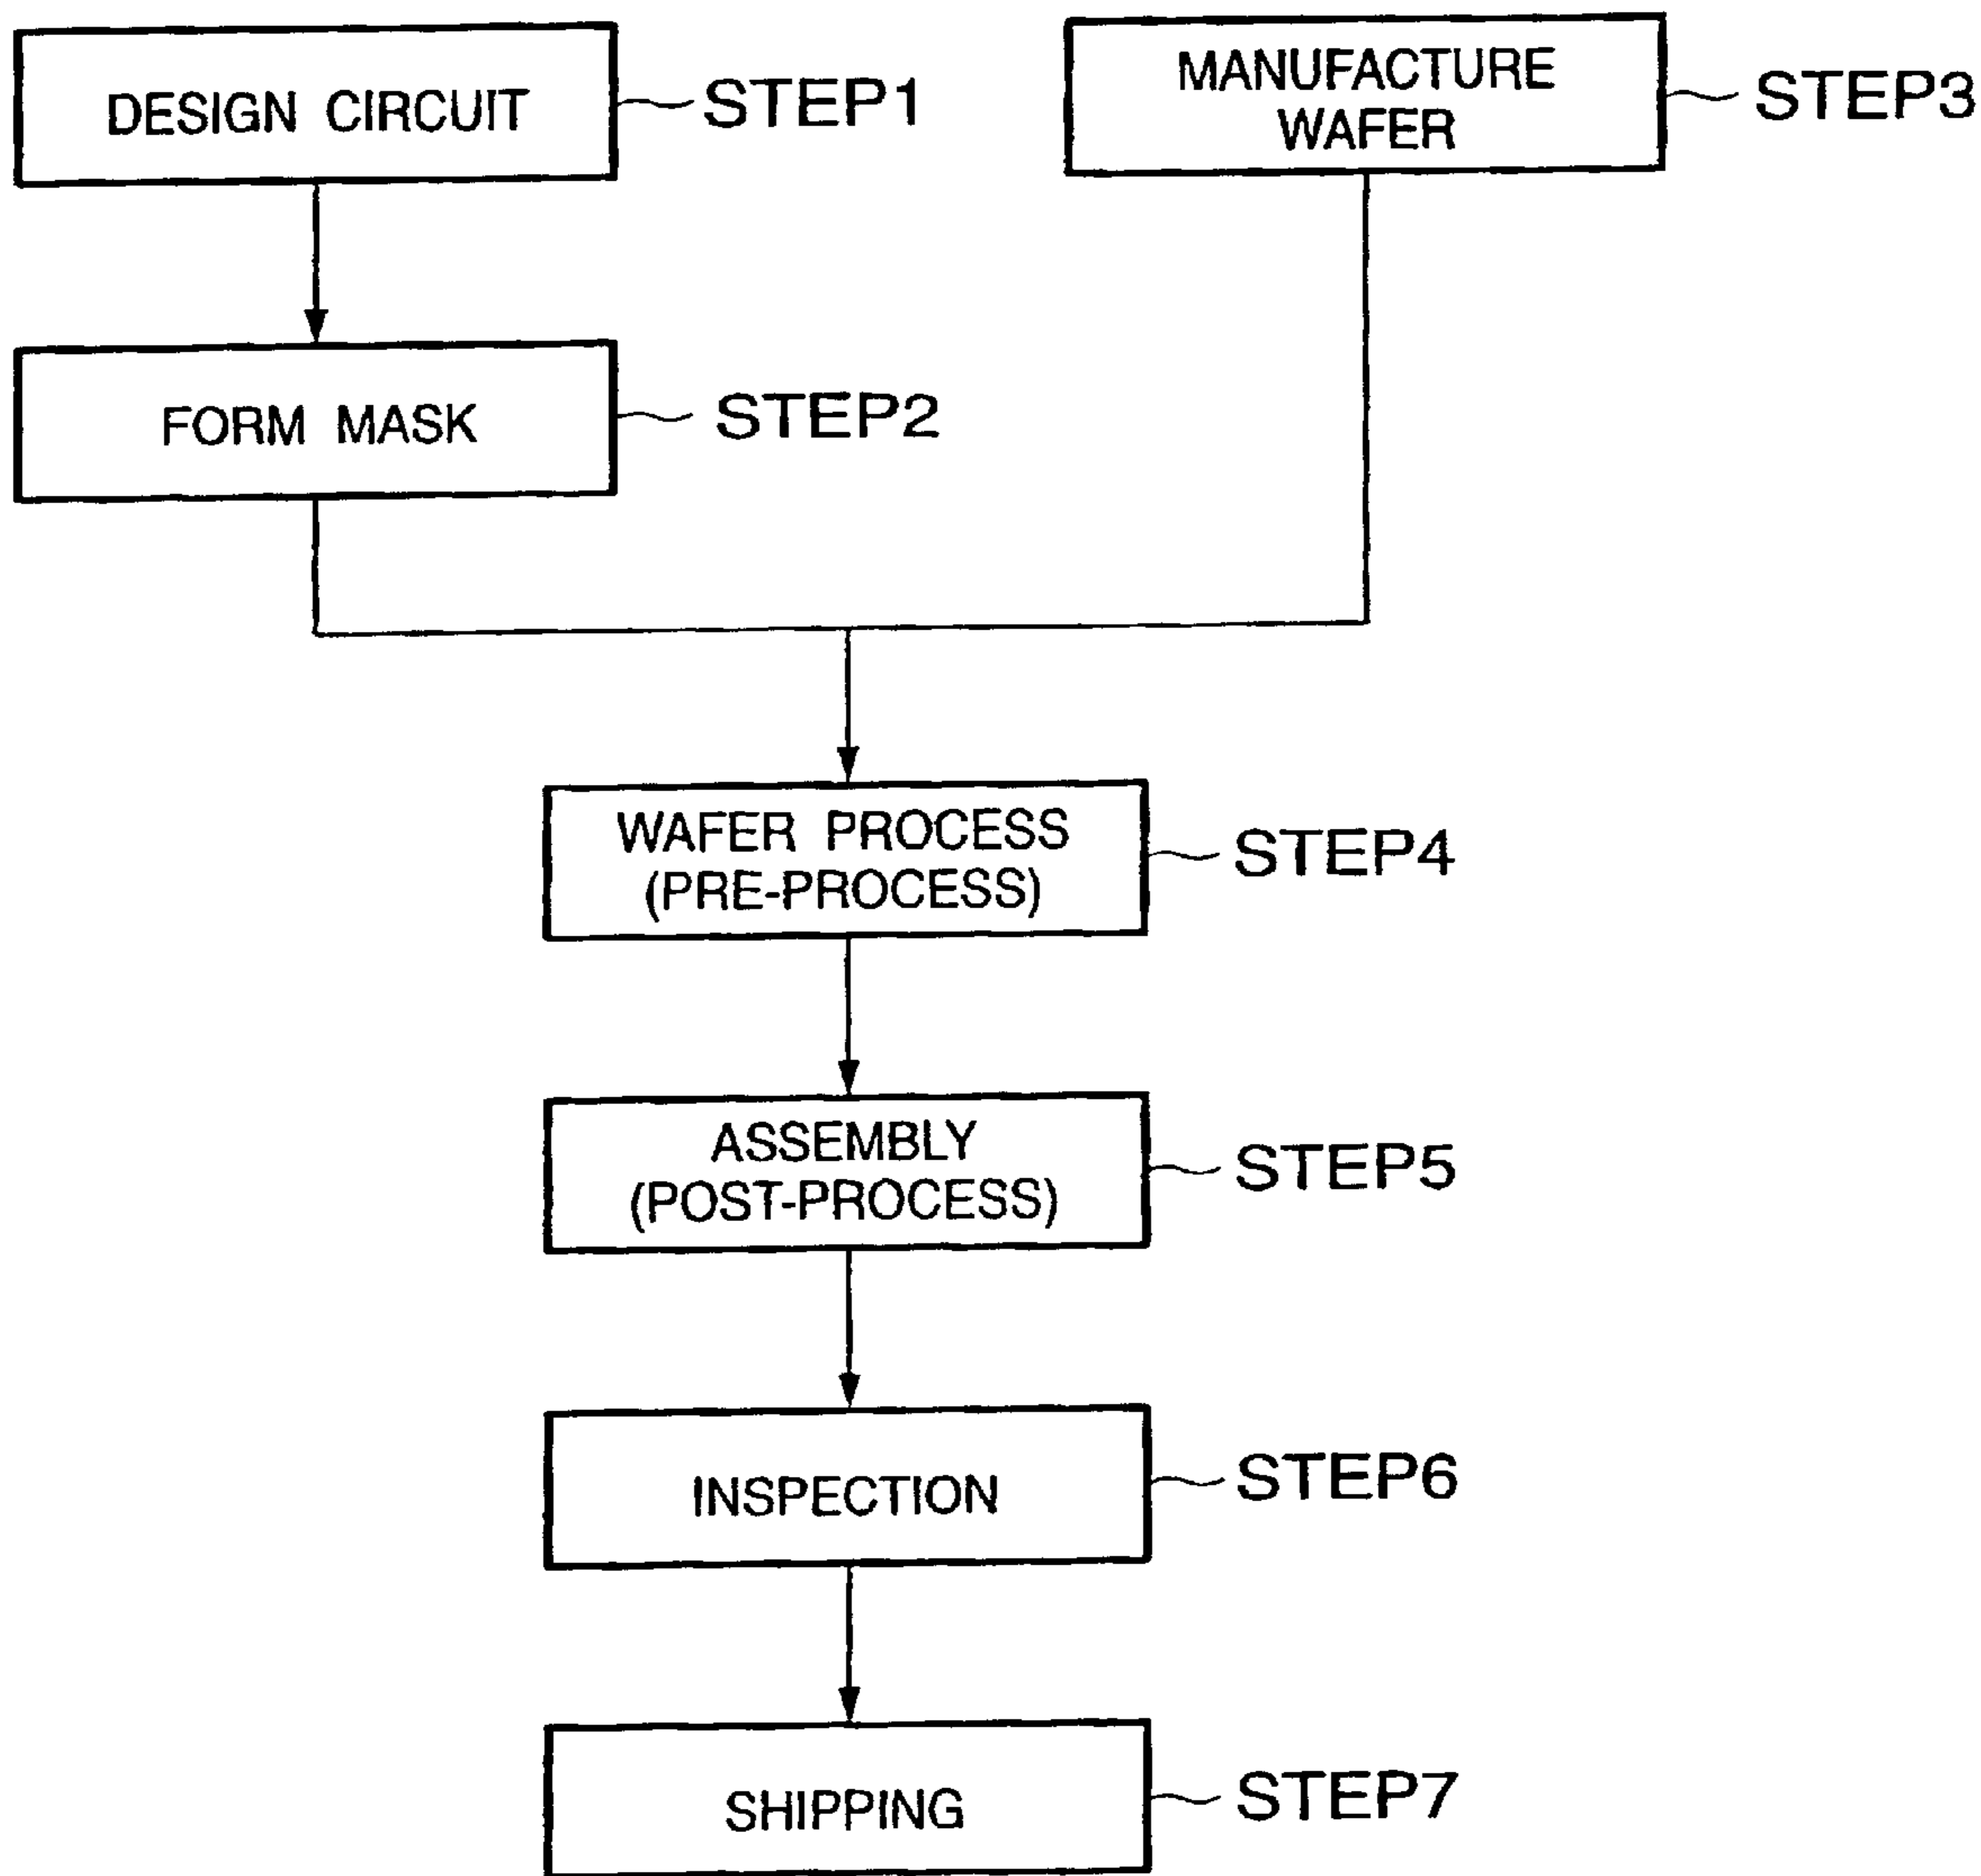 DESIGN CIRCUIT
STEP1
MANUFACTURE
WAFER
STEP3
FORM MASK
STEP2
WAFER PROCESS
(PRE-PROCESS)
STEP4
ASSEMBLY
(POST-PROCESS)
STEP5
INSPECTION
STEP6
SHIPPING
STEP7